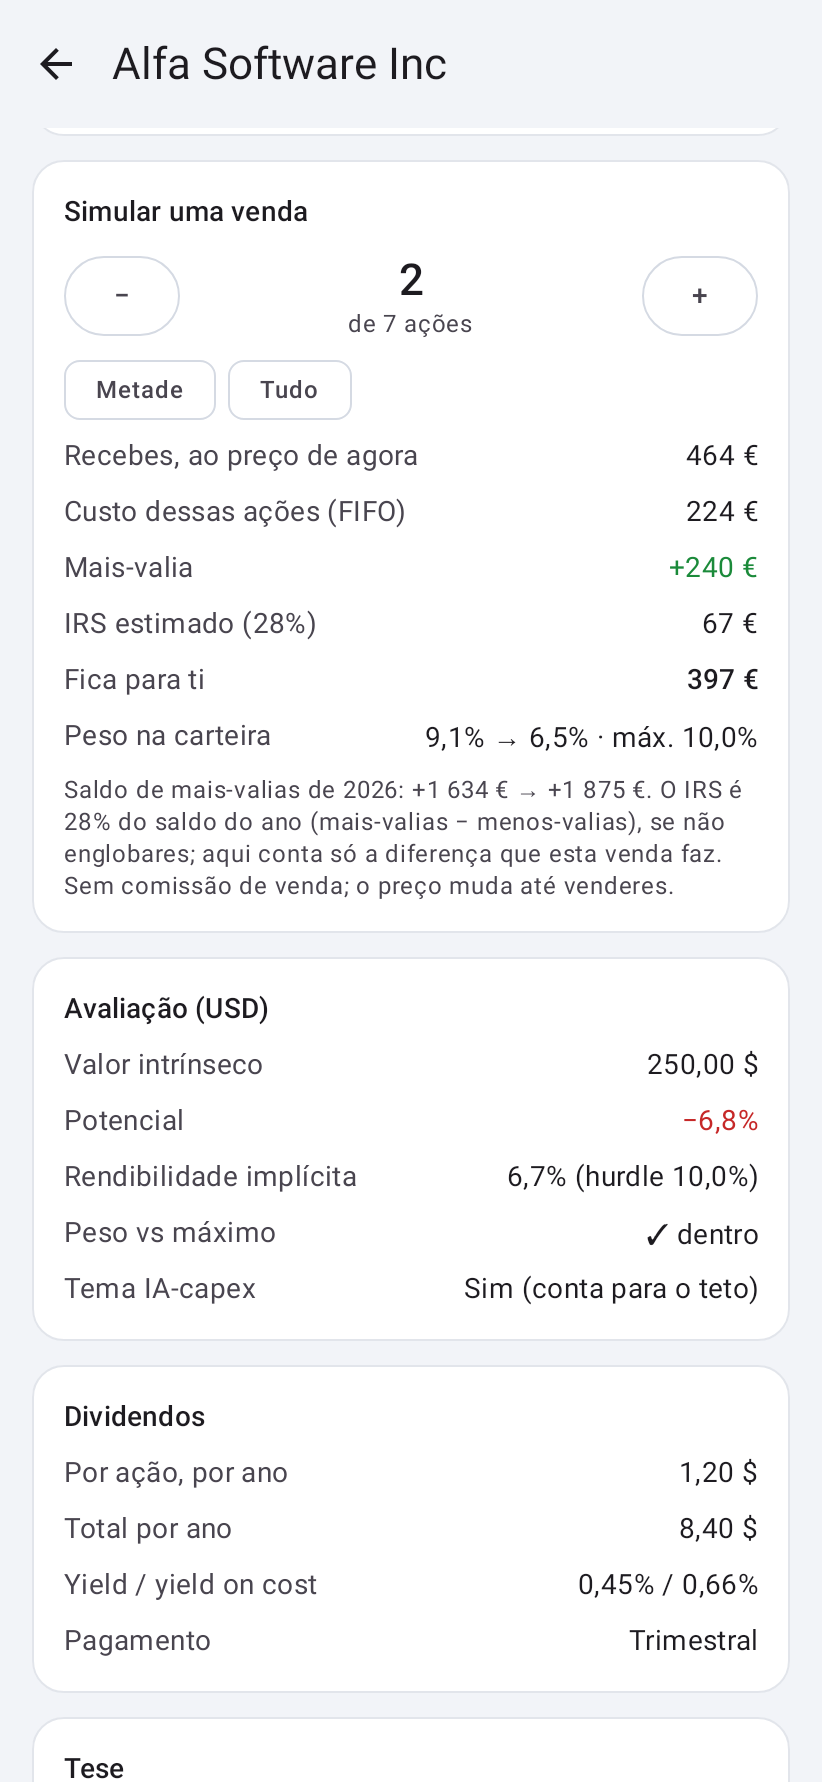 Alfa Software Inc
Simular uma venda
−
2
+
de 7 ações
Metade
Tudo
Recebes, ao preço de agora 464 €
Custo dessas ações (FIFO) 224 €
Mais-valia +240 €
IRS estimado (28%) 67 €
Fica para ti 397 €
Peso na carteira 9,1% → 6,5% · máx. 10,0%
Saldo de mais-valias de 2026: +1 634 € → +1 875 €. O IRS é
28% do saldo do ano (mais-valias − menos-valias), se não
englobares; aqui conta só a diferença que esta venda faz.
Sem comissão de venda; o preço muda até venderes.
Avaliação (USD)
Valor intrínseco 250,00 $
Potencial −6,8%
Rendibilidade implícita 6,7% (hurdle 10,0%)
Peso vs máximo ✓ dentro
Tema IA-capex Sim (conta para o teto)
Dividendos
Por ação, por ano 1,20 $
Total por ano 8,40 $
Yield / yield on cost 0,45% / 0,66%
Pagamento Trimestral
Tese